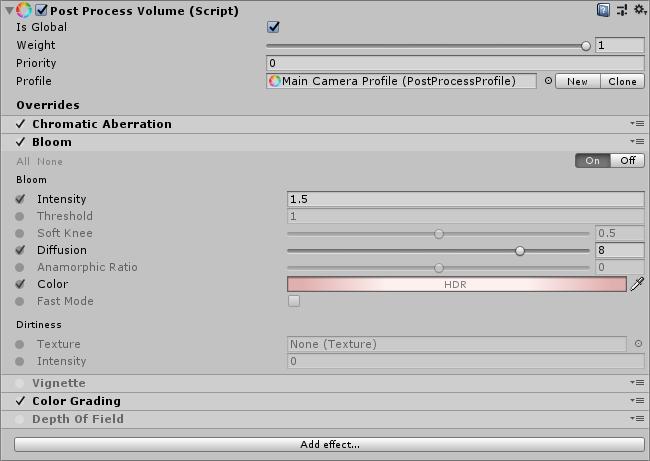 Post Process Volume (Script)
Is Global
Weight 1
Priority 0
Profile Main Camera Profile (PostProcessProfile) New Clone
Overrides
Chromatic Aberration
Bloom
All None On Off
Bloom
Intensity 1.5
Threshold 1
Soft Knee 0.5
Diffusion 8
Anamorphic Ratio 0
Color HDR
Fast Mode
Dirtiness
Texture None (Texture)
Intensity 0
Vignette
Color Grading
Depth Of Field
Add effect...